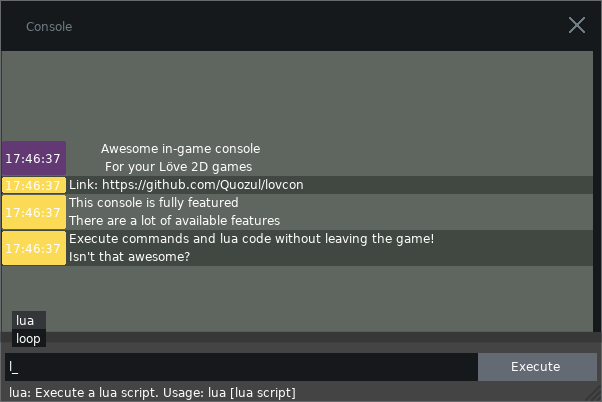 Console
Awesome in-game console
17:46:37
For your Löve 2D games
17:46:37 Link: https://github.com/Quozul/lovcon
This console is fully featured
17:46:37
There are a lot of available features
Execute commands and lua code without leaving the game!
17:46:37
Isn't that awesome?
lua
loop
l_ Execute
lua: Execute a lua script. Usage: lua [lua script]